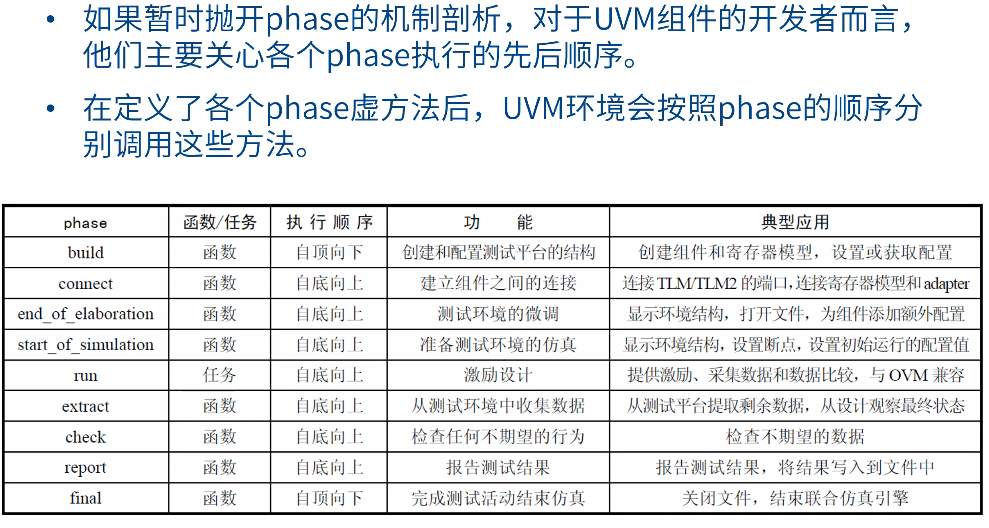 • 如果暂时抛开phase的机制剖析，对于UVM组件的开发者而言，
他们主要关心各个phase执行的先后顺序。
• 在定义了各个phase虚方法后，UVM环境会按照phase的顺序分
别调用这些方法。
phase 函数/任务 执行顺序 功能 典型应用
build 函数 自顶向下 创建和配置测试平台的结构 创建组件和寄存器模型，设置或获取配置
connect 函数 自底向上 建立组件之间的连接 连接 TLM/TLM2 的端口，连接寄存器模型和 adapter
end_of_elaboration 函数 自底向上 测试环境的微调 显示环境结构，打开文件，为组件添加额外配置
start_of_simulation 函数 自底向上 准备测试环境的仿真 显示环境结构，设置断点，设置初始运行的配置值
run 任务 自底向上 激励设计 提供激励、采集数据和数据比较，与 OVM 兼容
extract 函数 自底向上 从测试环境中收集数据 从测试平台提取剩余数据，从设计观察最终状态
check 函数 自底向上 检查任何不期望的行为 检查不期望的数据
report 函数 自底向上 报告测试结果 报告测试结果，将结果写入到文件中
final 函数 自顶向下 完成测试活动结束仿真 关闭文件，结束联合仿真引擎